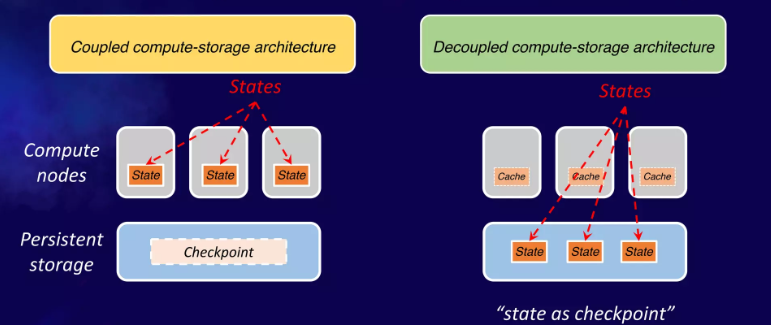 Coupled compute-storage architecture
Decoupled compute-storage architecture
States
States
Compute
nodes
State
State
State
Cache
Cache
Cache
Persistent
storage
Checkpoint
State
State
State
“state as checkpoint”